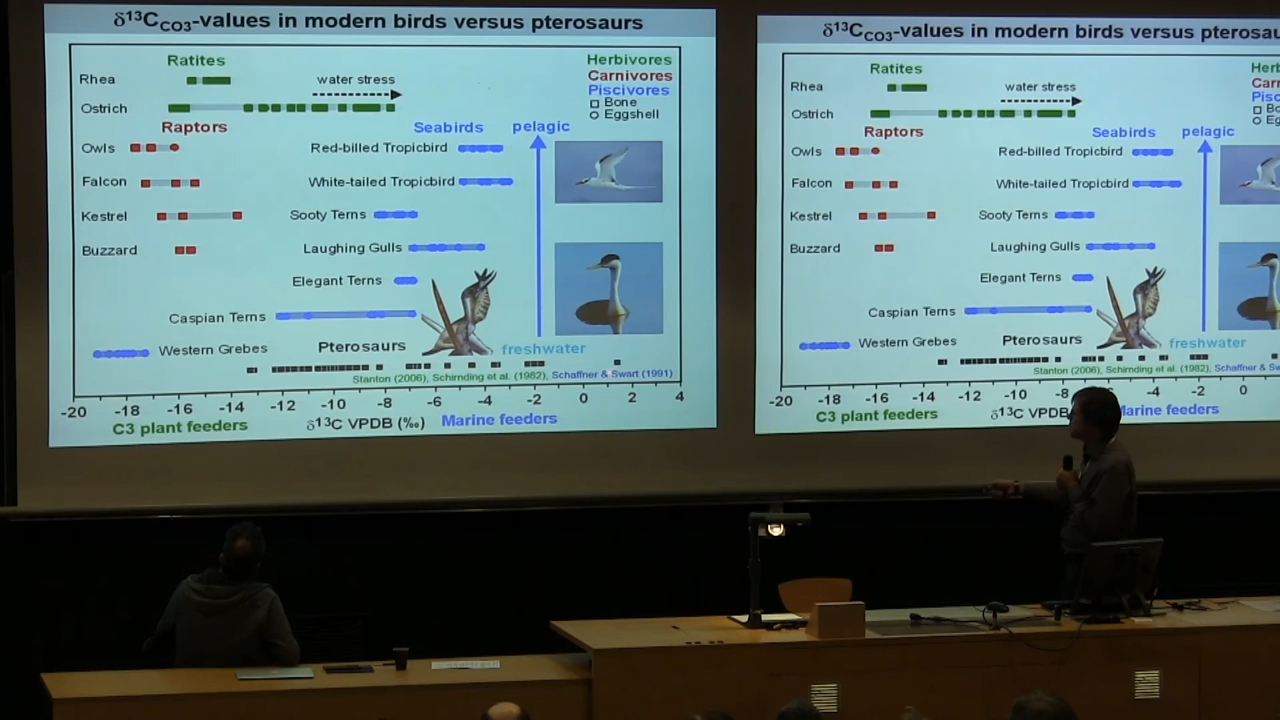 δ13CCO3-values in modern birds versus pterosaurs
Ratites
Herbivores
Carnivores
Piscivores
Bone
Eggshell
Rhea
water stress
Ostrich
Raptors
Seabirds
pelagic
Owls
Red-billed Tropicbird
Falcon
White-tailed Tropicbird
Kestrel
Sooty Terns
Buzzard
Laughing Gulls
Elegant Terns
Caspian Terns
Western Grebes
Pterosaurs
freshwater
Stanton (2006), Schirnding et al. (1982), Schaffner & Swart (1991)
-20 -18 -16 -14 -12 -10 -8 -6 -4 -2 0 2 4
C3 plant feeders
δ13C VPDB (‰)
Marine feeders
δ13CCO3-values in modern birds versus pterosau
Ratites
Herb
Carn
Pisc
Bo
Eg
Rhea
water stress
Ostrich
Raptors
Seabirds
pelagic
Owls
Red-billed Tropicbird
Falcon
White-tailed Tropicbird
Kestrel
Sooty Terns
Buzzard
Laughing Gulls
Elegant Terns
Caspian Terns
Western Grebes
Pterosaurs
freshwater
Stanton (2006), Schirnding et al. (1982), Schaffner & Sw
-20 -18 -16 -14 -12 -10 -8 -4 -2 0
C3 plant feeders
δ13C VPDB
Marine feeders